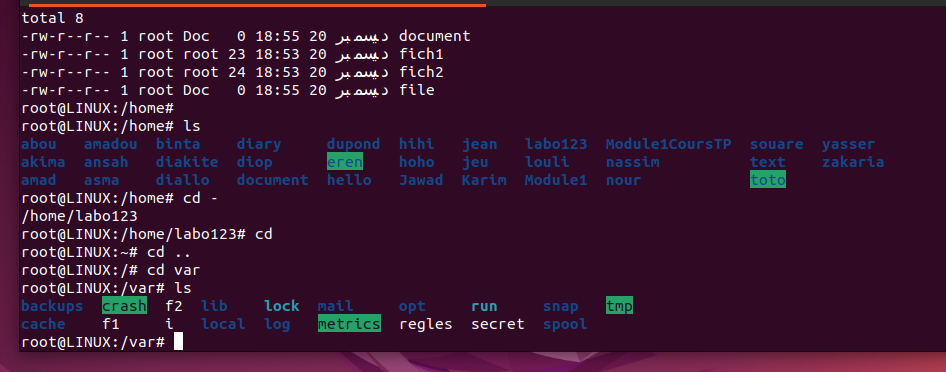 total 8
-rw-r--r-- 1 root Doc   0 18:55 20 ديسمبر document
-rw-r--r-- 1 root root 23 18:53 20 ديسمبر fich1
-rw-r--r-- 1 root root 24 18:53 20 ديسمبر fich2
-rw-r--r-- 1 root Doc   0 18:55 20 ديسمبر file
root@LINUX:/home#
root@LINUX:/home# ls
abou   amadou  binta    diary     dupond  hihi   jean   labo123  Module1CoursTP  souare  yasser
akima  ansah   diakite  diop      eren    hoho   jeu    louli    nassim          text    zakaria
amad   asma    diallo   document  hello   Jawad  Karim  Module1  nour            toto
root@LINUX:/home# cd -
/home/labo123
root@LINUX:/home/labo123# cd
root@LINUX:~# cd ..
root@LINUX:/# cd var
root@LINUX:/var# ls
backups  crash  f2  lib    lock  mail     opt     run     snap   tmp
cache    f1     i   local  log   metrics  regles  secret  spool
root@LINUX:/var#